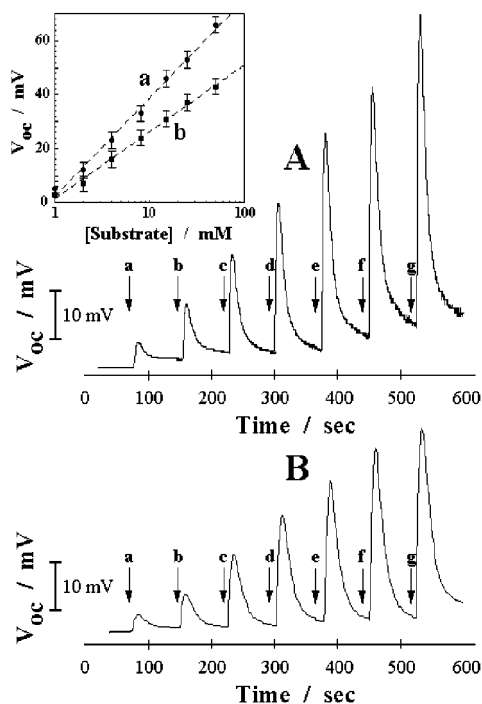 60
40
20
0
V_oc / mV
a
b
1
10
100
[Substrate] / mM
A
a b c d e f g
10 mV
V_oc / mV
0 100 200 300 400 500 600
Time / sec
B
a b c d e f g
10 mV
V_oc / mV
0 100 200 300 400 500 600
Time / sec